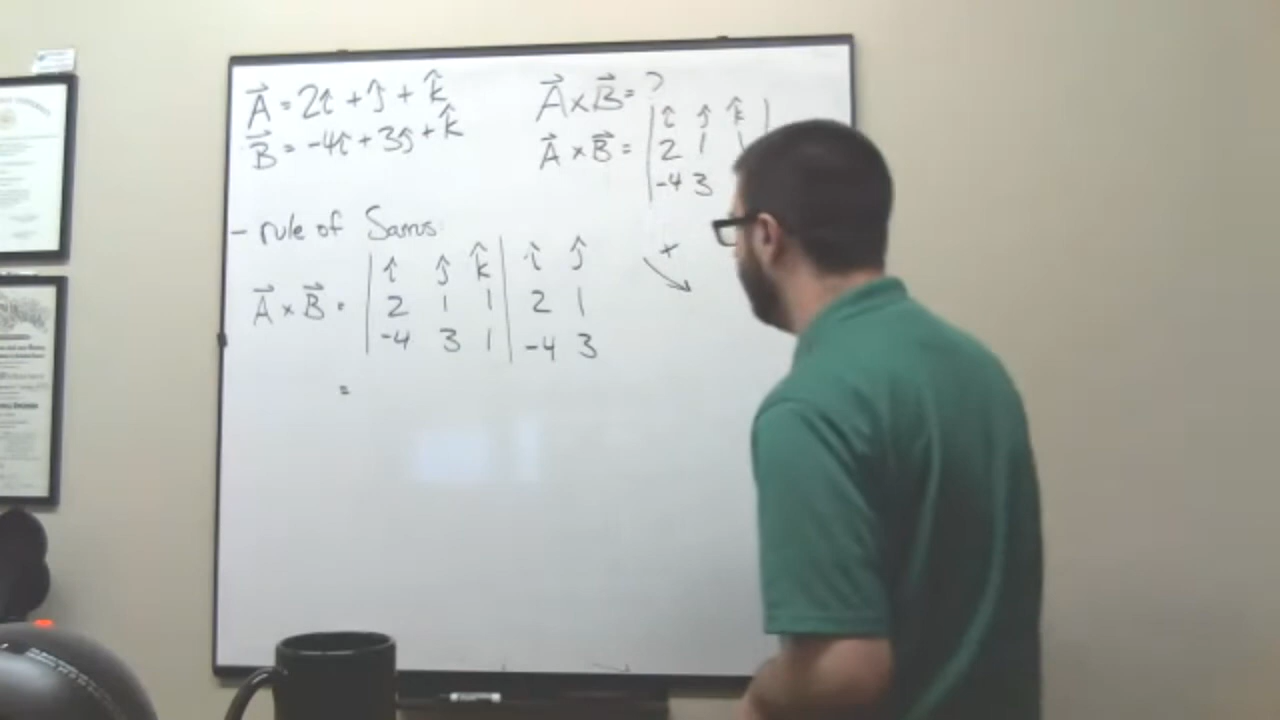 A⃗ = 2î + ĵ + k̂
B⃗ = -4î + 3ĵ + k̂
A⃗ x B⃗ = ?
A⃗ x B⃗ = | î ĵ k̂ |
2 1 1
-4 3
- rule of Sarrus:
î ĵ k̂ | î ĵ
A⃗ x B⃗ = | 2 1 1 | 2 1
-4 3 1 | -4 3
+
=